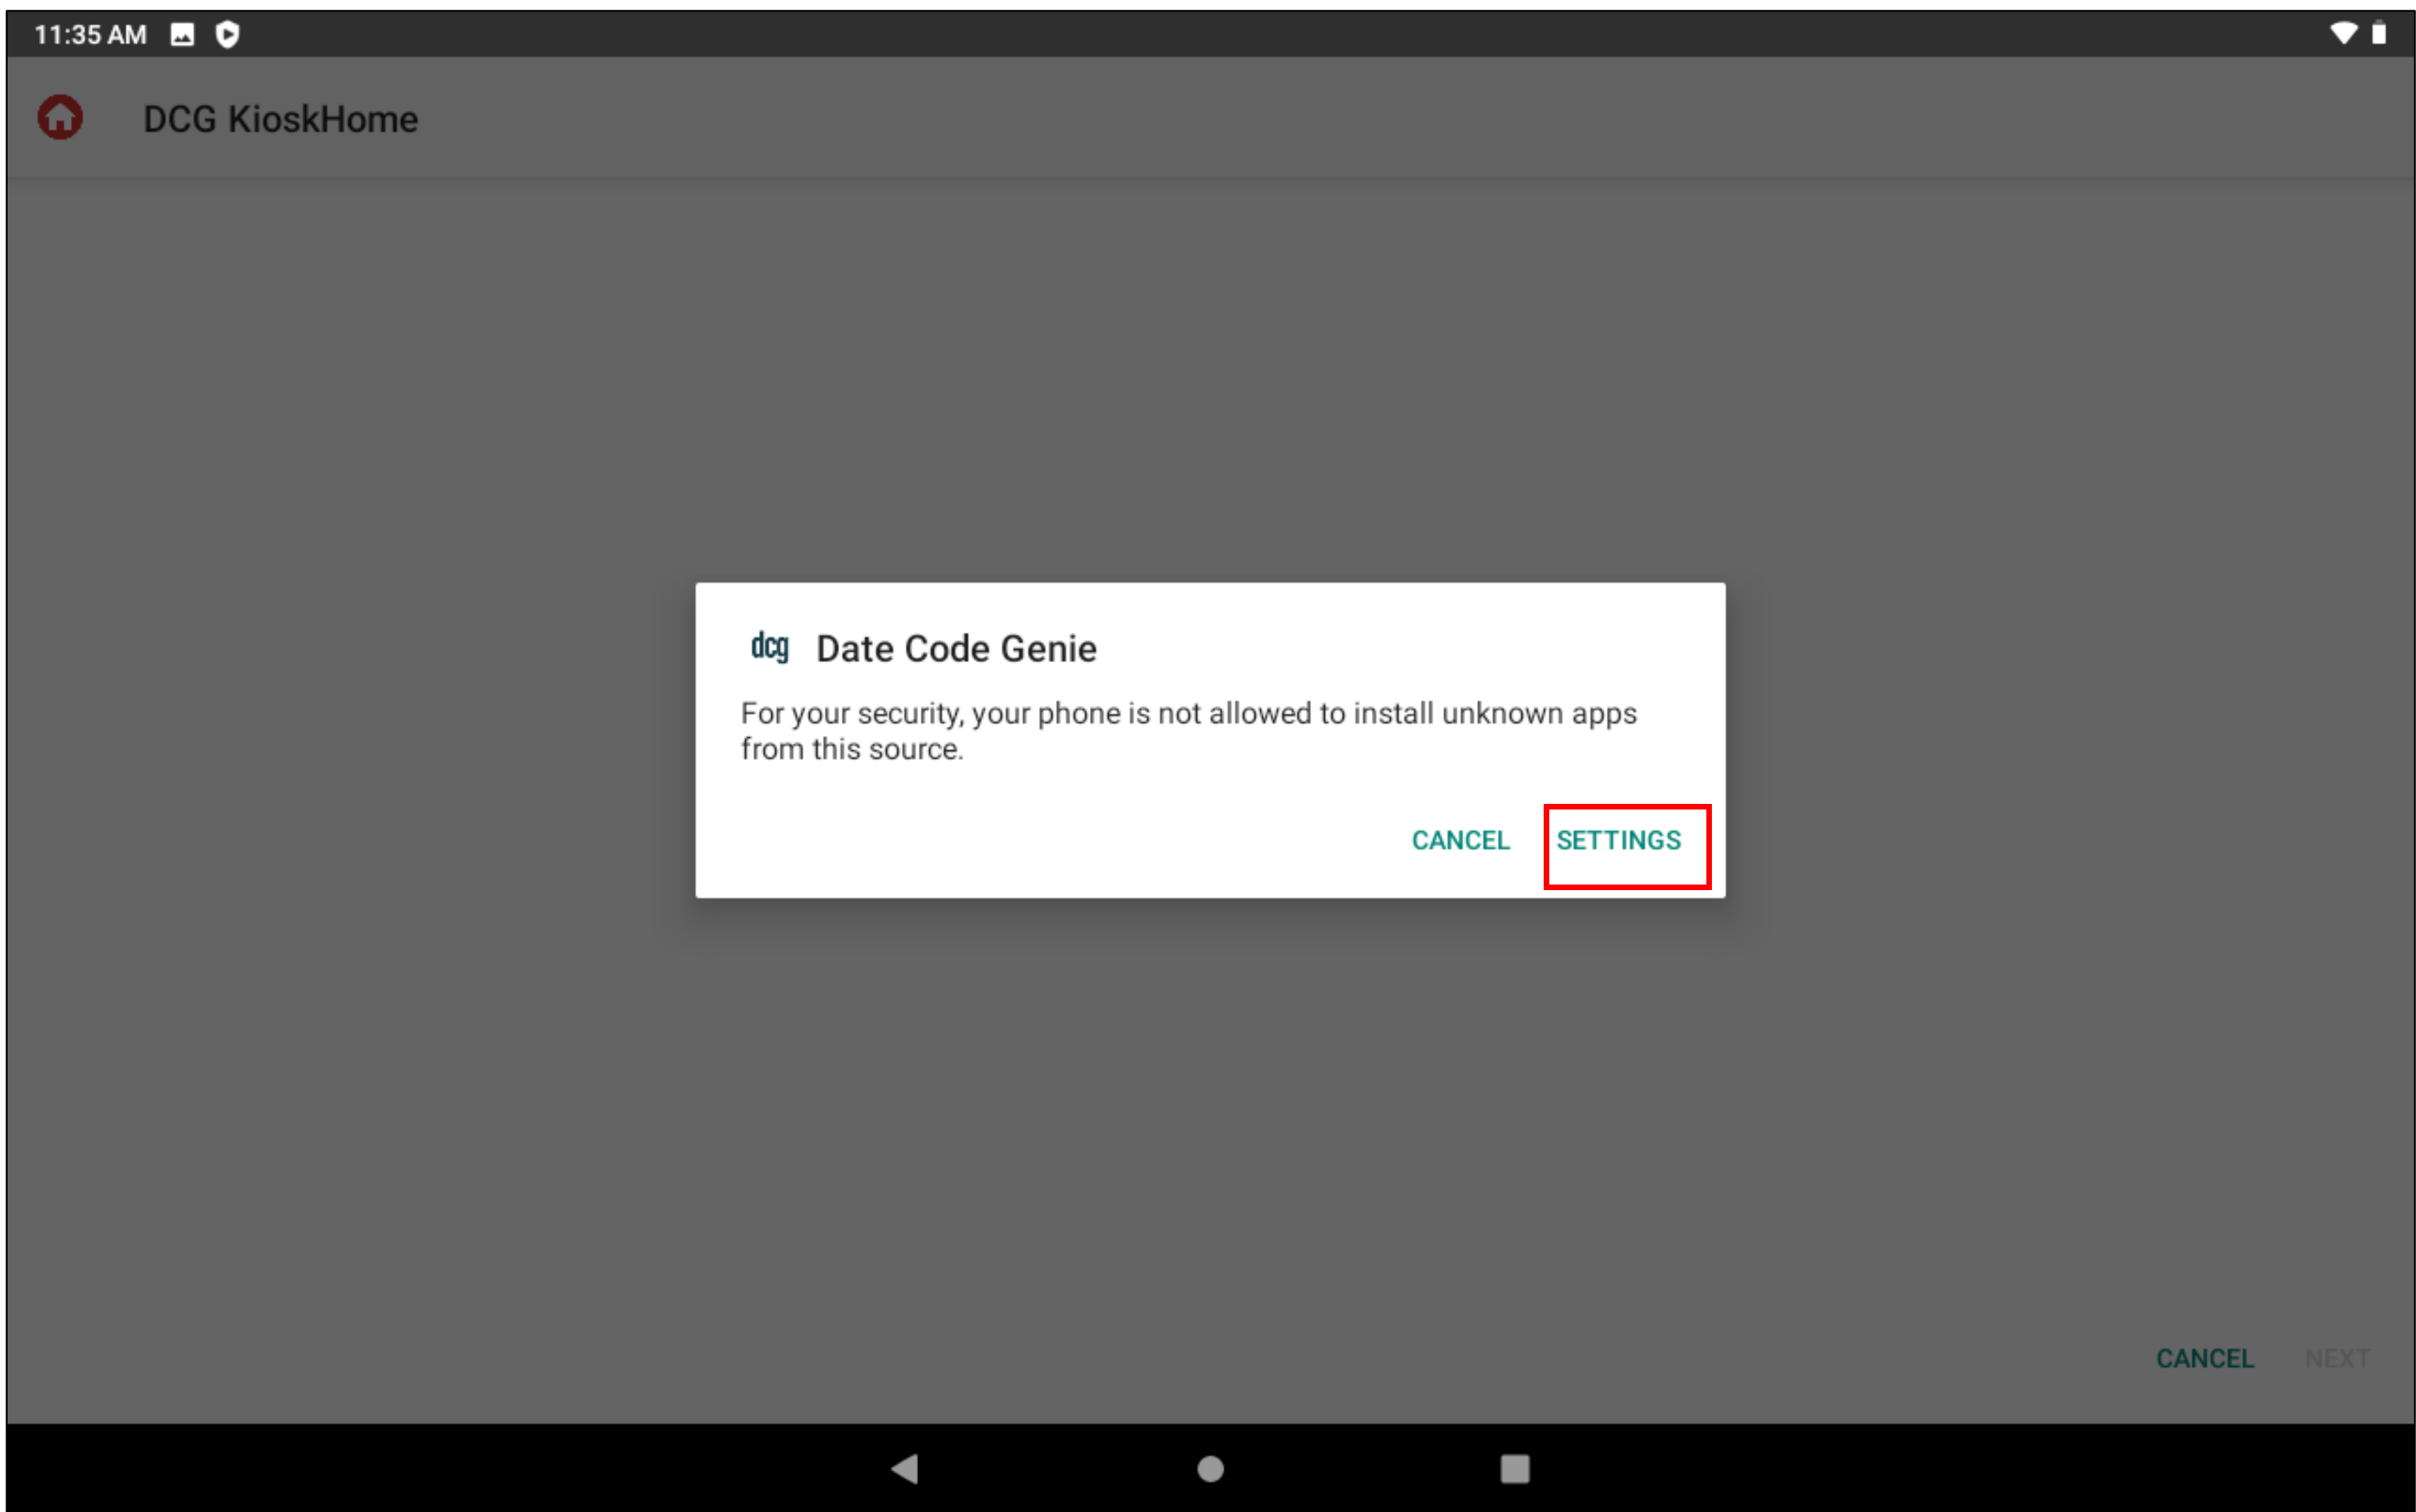 11:35 AM
DCG KioskHome
dcg Date Code Genie
For your security, your phone is not allowed to install unknown apps
from this source.
CANCEL SETTINGS
CANCEL NEXT